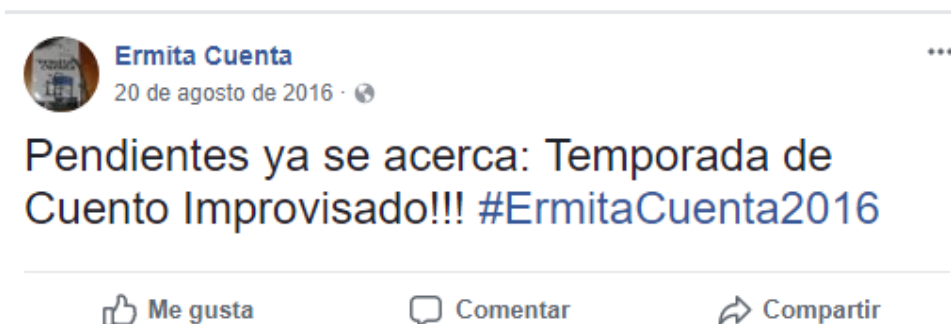 Ermita Cuenta
20 de agosto de 2016 ·
Pendientes ya se acerca: Temporada de
Cuento Improvisado!!! #ErmitaCuenta2016
Me gusta
Comentar
Compartir